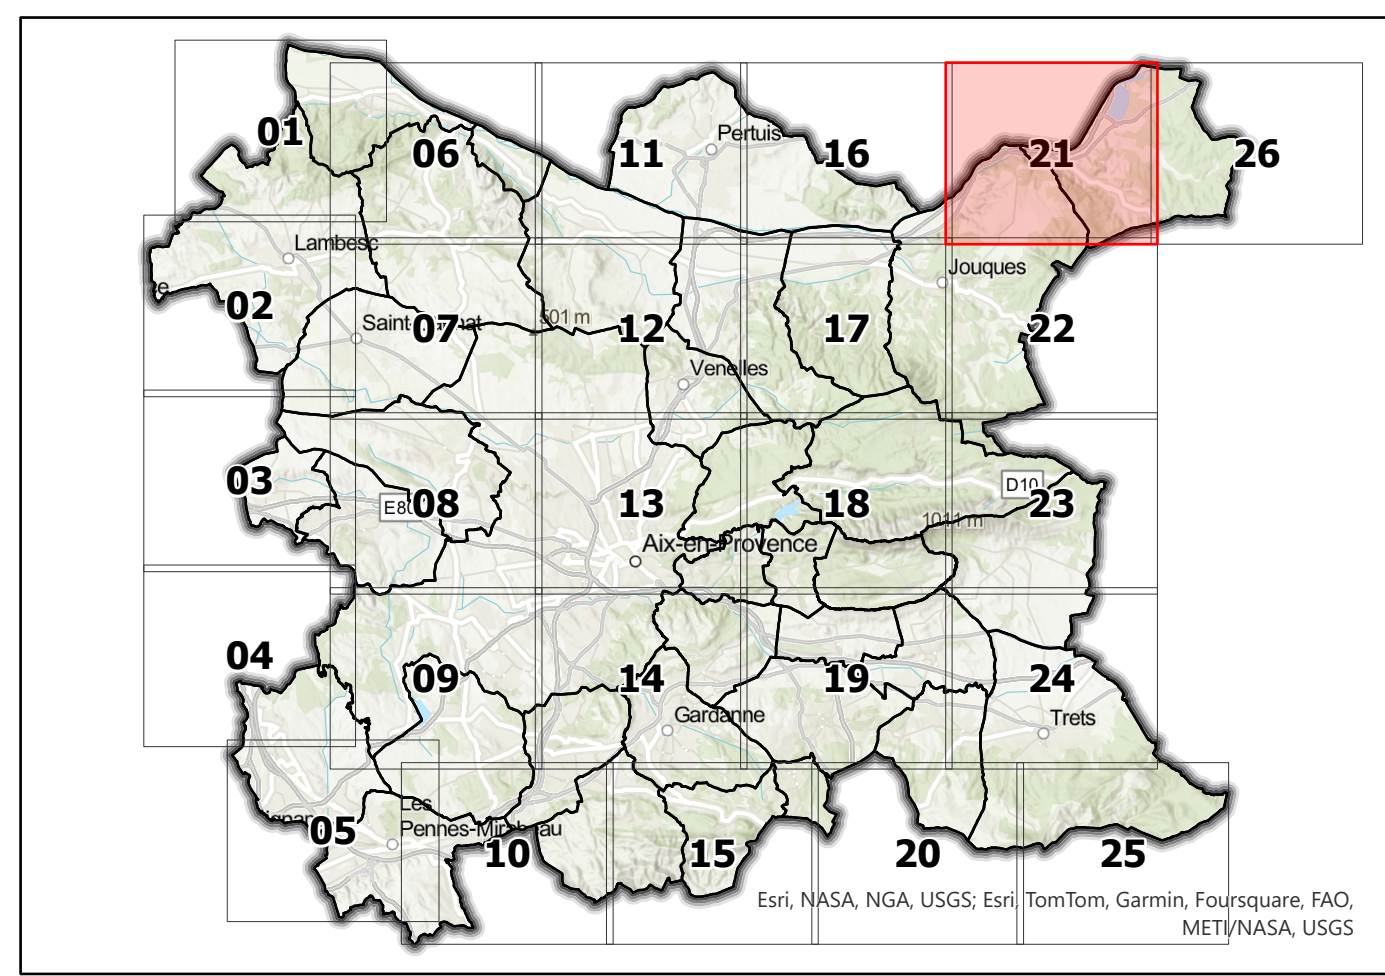 01
06
11
Pertuis
16
21
26
Lambesc
Jouques
02
Saint-Cannat
07
501 m
12
17
22
Venelles
03
E80
08
13
18
D10
23
1011 m
Aix-en-Provence
04
09
14
19
24
Gardanne
Trets
05
Les
Pennes-Mirabeau
10
15
20
25
Esri, NASA, NGA, USGS; Esri, TomTom, Garmin, Foursquare, FAO,
METI/NASA, USGS